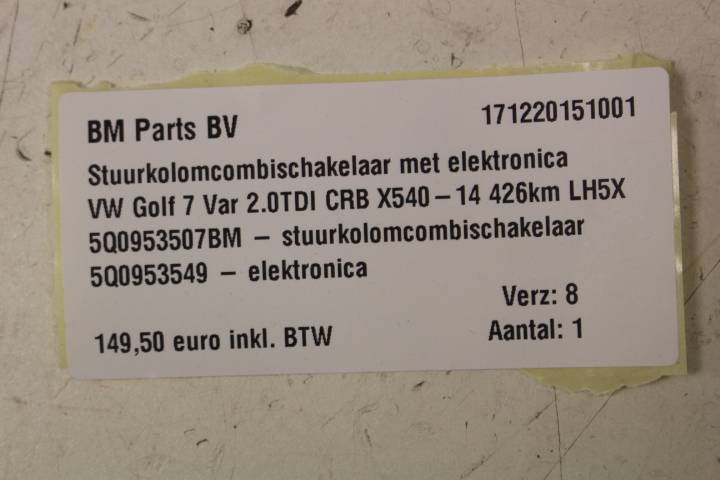 BM Parts BV 171220151001
Stuurkolomcombischakelaar met elektronica
VW Golf 7 Var 2.0TDI CRB X540 – 14 426km LH5X
5Q0953507BM – stuurkolomcombischakelaar
5Q0953549 – elektronica
Verz: 8
149,50 euro inkl. BTW Aantal: 1